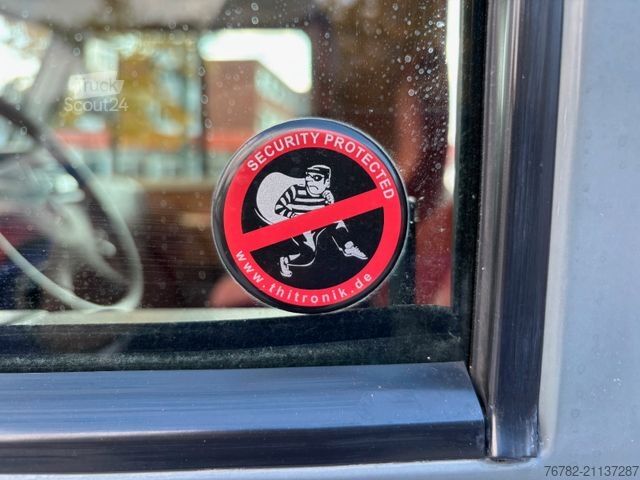 Truck
Scout24
SECURITY PROTECTED
www.thitronik.de
76782-21137287